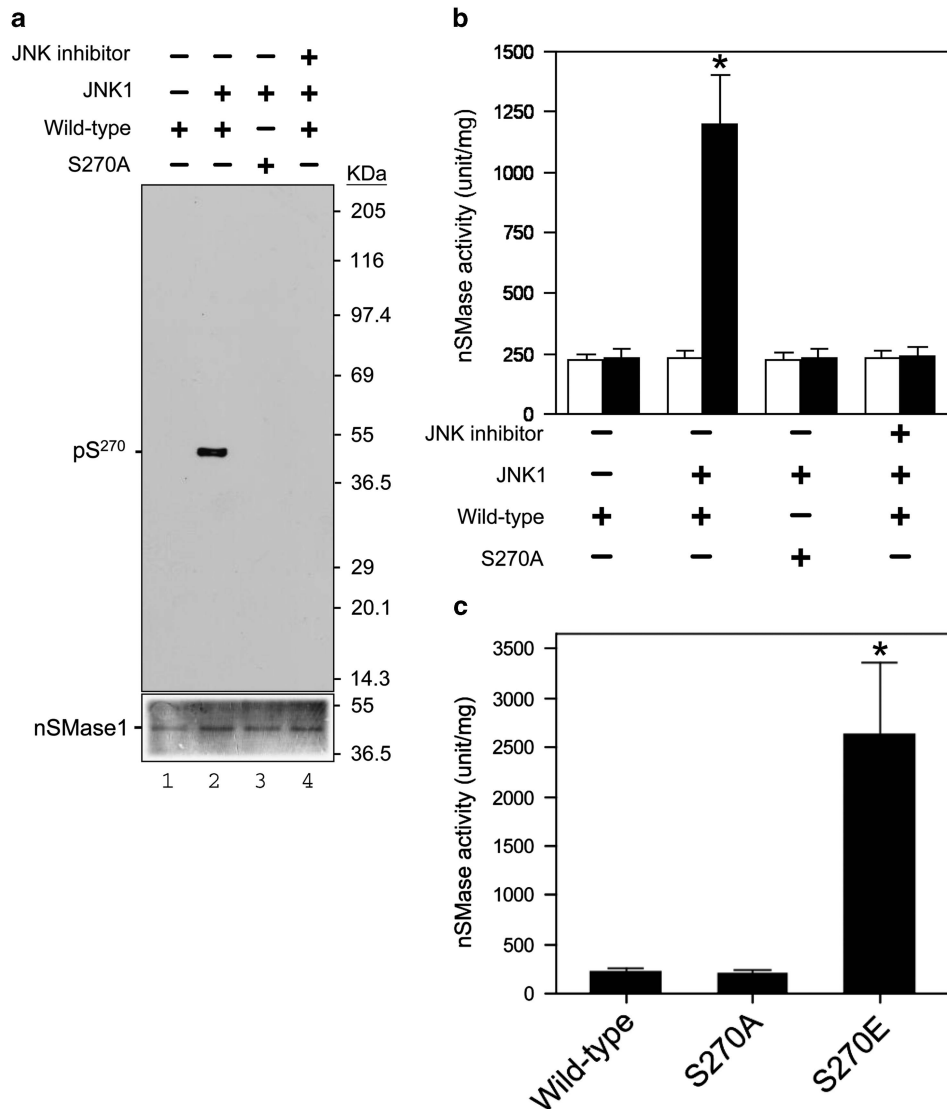 a
JNK inhibitor − − − +
JNK1 − + + +
Wild-type + + − +
S270A − − + −
KDa
205
116
97.4
69
55
pS270
36.5
29
20.1
14.3
55
nSMase1
36.5
1 2 3 4
b
nSMase activity (unit/mg)
1500
1250
1000
750
500
250
0
*
JNK inhibitor − − − +
JNK1 − + + +
Wild-type + + − +
S270A − − + −
c
nSMase activity (unit/mg)
3500
3000
2500
2000
1500
1000
500
0
*
Wild-type
S270A
S270E